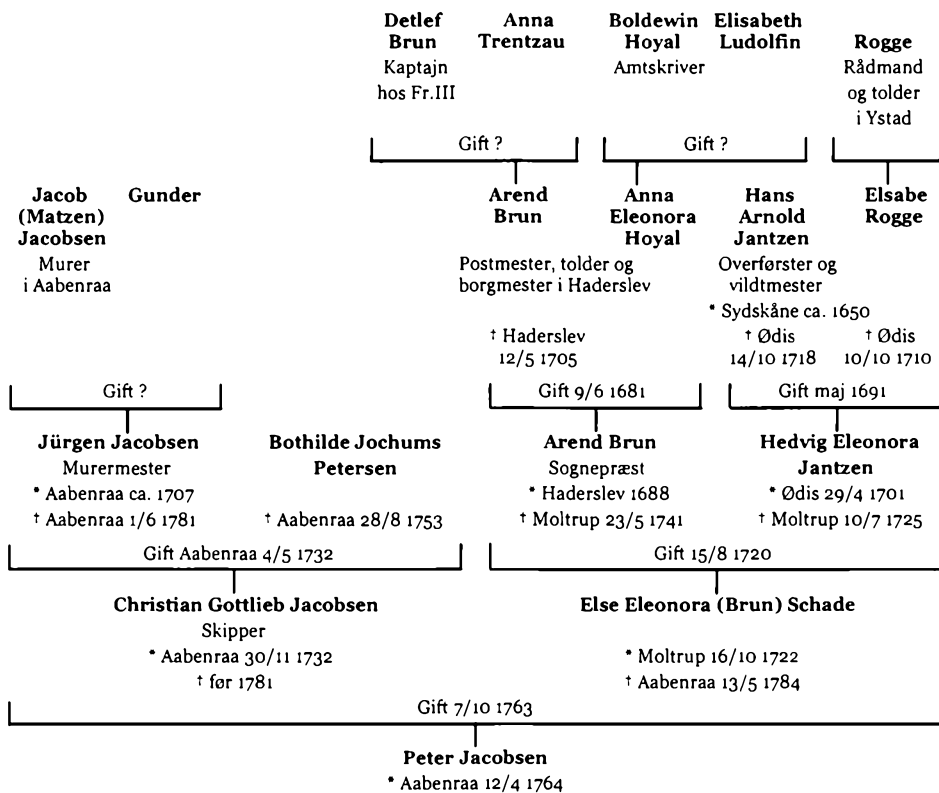 Detlef Anna Boldewin Elisabeth
Brun Trentzau Hoyal Ludolfin Rogge
Kaptajn Amtskriver Rådmand
hos Fr.III og tolder
i Ystad
Gift ? Gift ?
Jacob Gunder Arend Anna Hans Elsabe
(Matzen) Brun Eleonora Arnold Rogge
Jacobsen Hoyal Jantzen
Murer Postmester, tolder og Overførster og
i Aabenraa borgmester i Haderslev vildtmester
* Sydskåne ca. 1650
† Haderslev † Ødis † Ødis
12/5 1705 14/10 1718 10/10 1710
Gift ? Gift 9/6 1681 Gift maj 1691
Jürgen Jacobsen Bothilde Jochums Arend Brun Hedvig Eleonora
Murermester Petersen Sognepræst Jantzen
* Aabenraa ca. 1707 * Haderslev 1688 * Ødis 29/4 1701
† Aabenraa 1/6 1781 † Aabenraa 28/8 1753 † Moltrup 23/5 1741 † Moltrup 10/7 1725
Gift Aabenraa 4/5 1732 Gift 15/8 1720
Christian Gottlieb Jacobsen Else Eleonora (Brun) Schade
Skipper
* Aabenraa 30/11 1732 * Moltrup 16/10 1722
† før 1781 † Aabenraa 13/5 1784
Gift 7/10 1763
Peter Jacobsen
* Aabenraa 12/4 1764